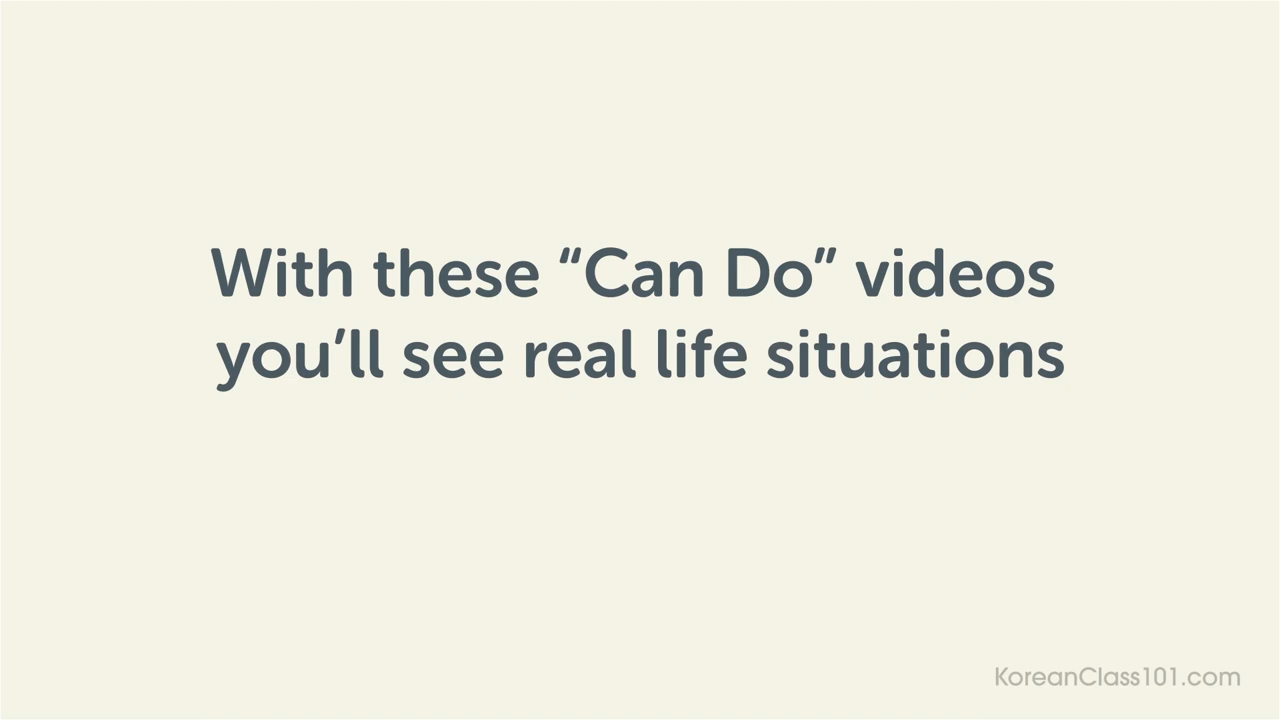 With these “Can Do” videos
you’ll see real life situations
KoreanClass101.com